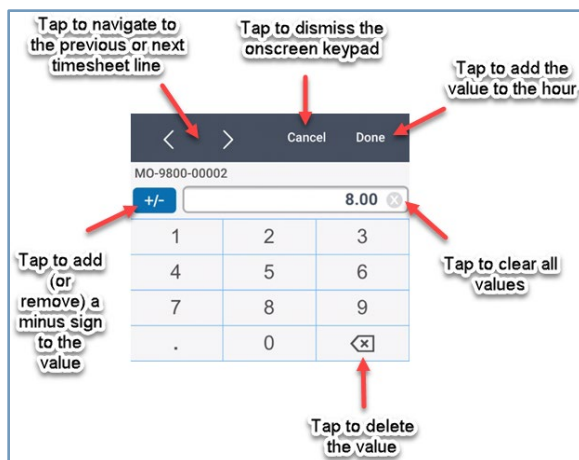 Tap to navigate to
the previous or next
timesheet line
Tap to dismiss the
onscreen keypad
Tap to add the
value to the hour
Cancel
Done
MO-9800-00002
+/-
8.00
1 2 3
4 5 6
7 8 9
. 0
Tap to add
(or
remove) a
minus sign
to the
value
Tap to clear all
values
Tap to delete
the value